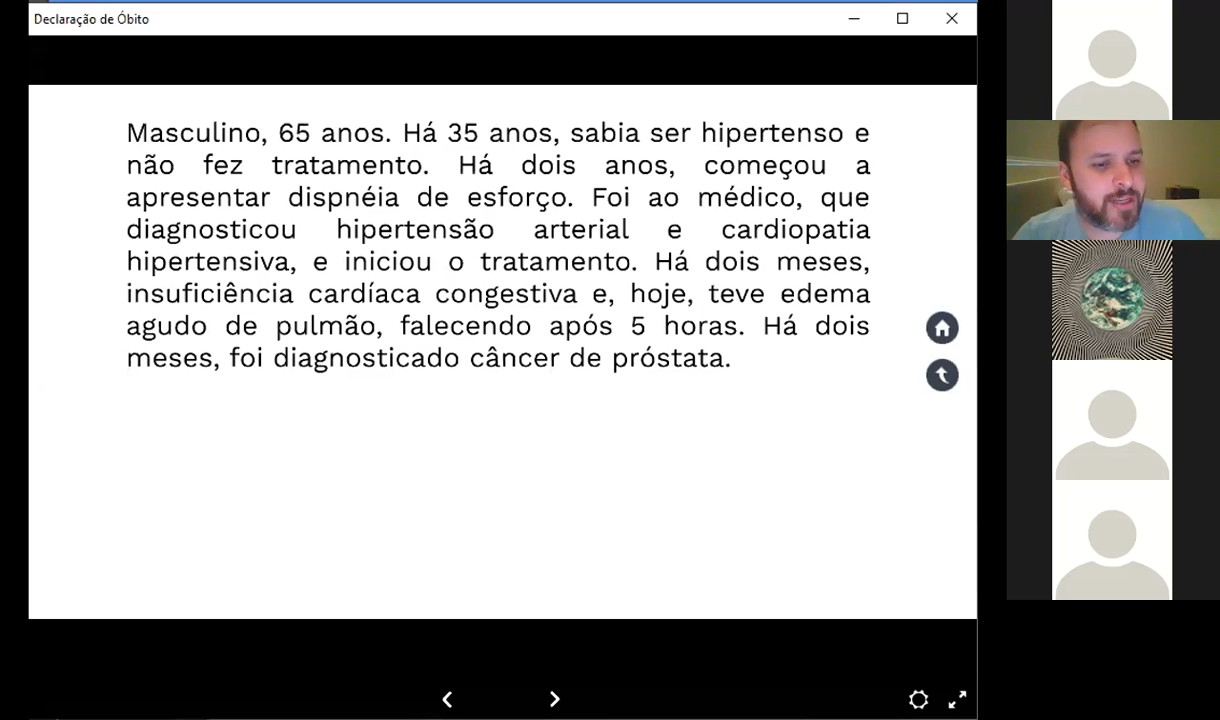 Declaração de Óbito
Masculino, 65 anos. Há 35 anos, sabia ser hipertenso e
não fez tratamento. Há dois anos, começou a
apresentar dispnéia de esforço. Foi ao médico, que
diagnosticou hipertensão arterial e cardiopatia
hipertensiva, e iniciou o tratamento. Há dois meses,
insuficiência cardíaca congestiva e, hoje, teve edema
agudo de pulmão, falecendo após 5 horas. Há dois
meses, foi diagnosticado câncer de próstata.